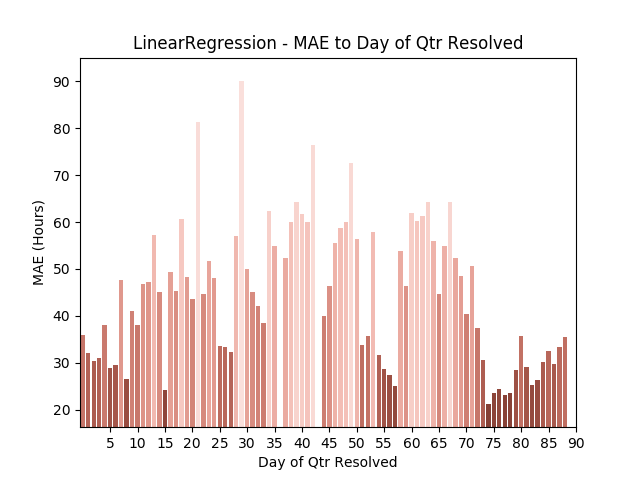 LinearRegression - MAE to Day of Qtr Resolved
90
80
70
60
50
40
30
20
MAE (Hours)
5 10 15 20 25 30 35 40 45 50 55 60 65 70 75 80 85 90
Day of Qtr Resolved